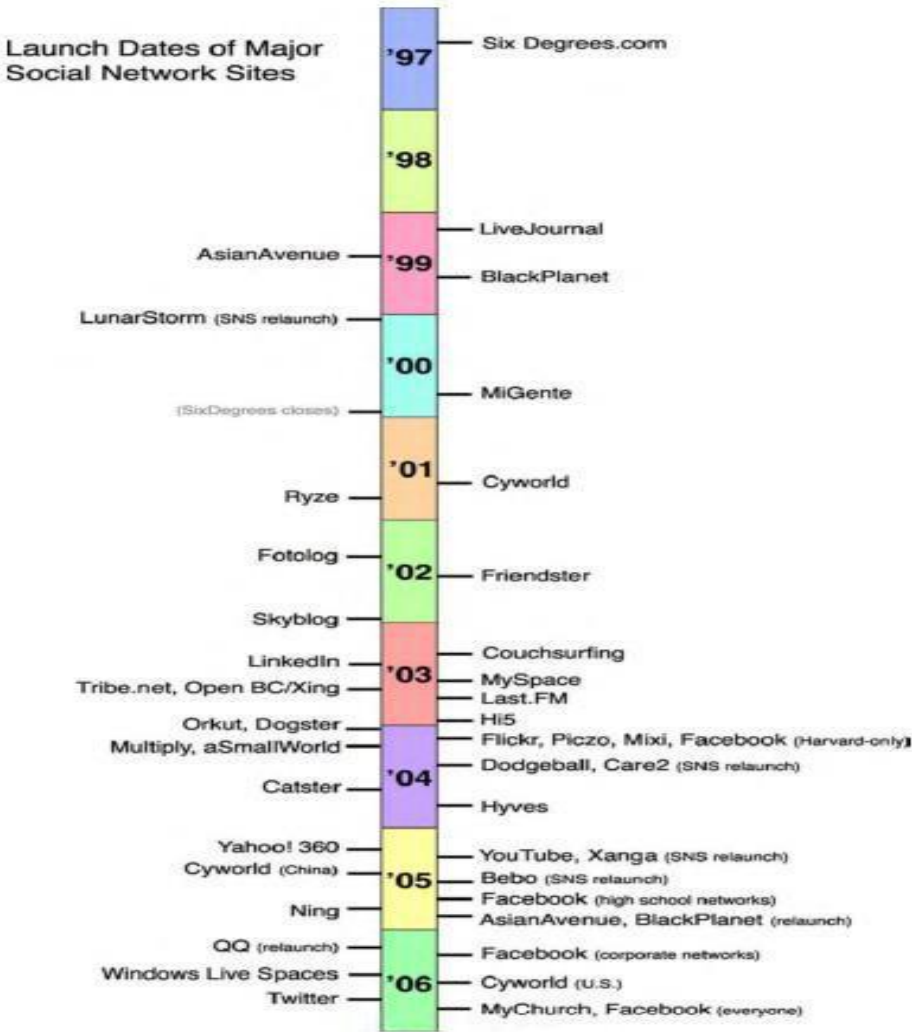 Launch Dates of Major
Social Network Sites
'97
Six Degrees.com
'98
LiveJournal
AsianAvenue
'99
BlackPlanet
LunarStorm (SNS relaunch)
'00
MiGente
(SixDegrees closes)
'01
Cyworld
Ryze
Fotolog
'02
Friendster
Skyblog
Couchsurfing
LinkedIn
'03
MySpace
Tribe.net, Open BC/Xing
Last.FM
Hi5
Orkut, Dogster
Flickr, Piczo, Mixi, Facebook (Harvard-only)
Multiply, aSmallWorld
Dodgeball, Care2 (SNS relaunch)
'04
Catster
Hyves
Yahoo! 360
YouTube, Xanga (SNS relaunch)
Cyworld (China)
'05
Bebo (SNS relaunch)
Facebook (high school networks)
Ning
AsianAvenue, BlackPlanet (relaunch)
QQ (relaunch)
Facebook (corporate networks)
Windows Live Spaces
'06
Cyworld (U.S.)
Twitter
MyChurch, Facebook (everyone)